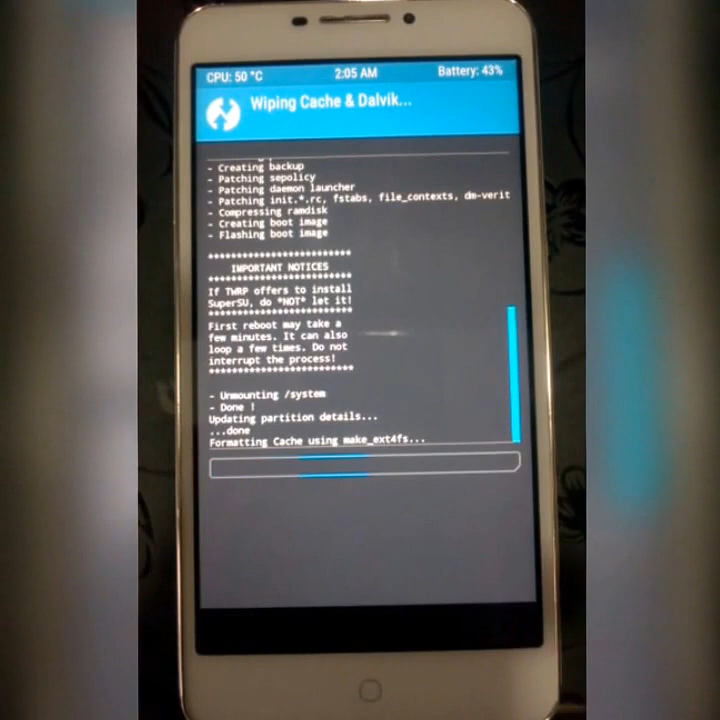 CPU: 50 °C 2:05 AM Battery: 43%
Wiping Cache & Dalvik...
- Creating backup
- Patching sepolicy
- Patching daemon launcher
- Patching init.*.rc, fstabs, file_contexts, dm-verit
- Compressing ramdisk
- Creating boot image
- Flashing boot image
*************************
IMPORTANT NOTICES
*************************
If TWRP offers to install
SuperSU, do *NOT* let it!
*************************
First reboot may take a
few minutes. It can also
loop a few times. Do not
interrupt the process!
*************************
- Unmounting /system
- Done !
Updating partition details...
...done
Formatting Cache using make_ext4fs...